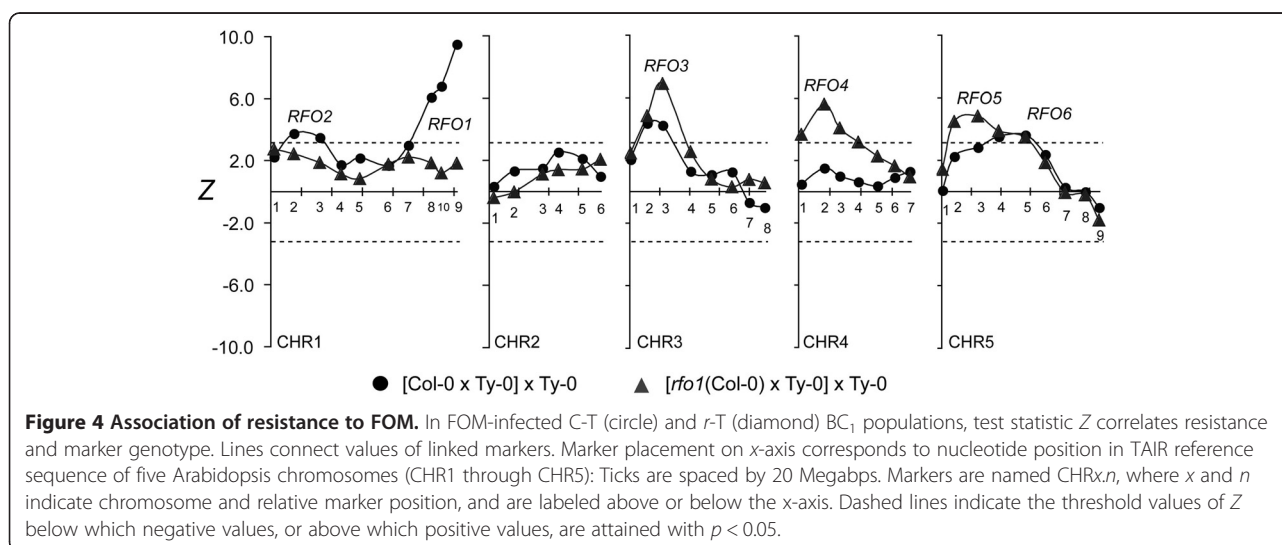 10.0
6.0
2.0
-2.0
-6.0
-10.0
Z
RFO2
RFO1
RFO3
RFO4
RFO5
RFO6
1 2 3 4 5 6 7 8 10 9
1 2 3 4 5 6
1 2 3 4 5 6 7 8
1 2 3 4 5 6 7
1 2 3 4 5 6 7 8 9
CHR1 CHR2 CHR3 CHR4 CHR5
[Col-0 x Ty-0] x Ty-0 [rfo1(Col-0) x Ty-0] x Ty-0
Figure 4 Association of resistance to FOM. In FOM-infected C-T (circle) and r-T (diamond) BC₁ populations, test statistic Z correlates resistance
and marker genotype. Lines connect values of linked markers. Marker placement on x-axis corresponds to nucleotide position in TAIR reference
sequence of five Arabidopsis chromosomes (CHR1 through CHR5): Ticks are spaced by 20 Megabps. Markers are named CHRx.n, where x and n
indicate chromosome and relative marker position, and are labeled above or below the x-axis. Dashed lines indicate the threshold values of Z
below which negative values, or above which positive values, are attained with p < 0.05.